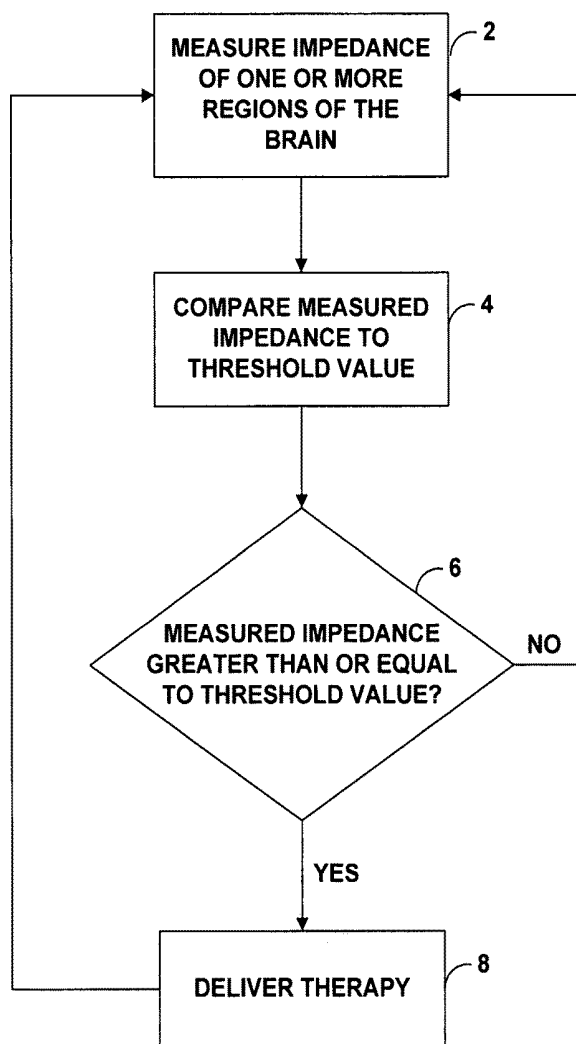 MEASURE IMPEDANCE
OF ONE OR MORE
REGIONS OF THE
BRAIN
2
COMPARE MEASURED
IMPEDANCE TO
THRESHOLD VALUE
4
6
MEASURED IMPEDANCE
GREATER THAN OR EQUAL
TO THRESHOLD VALUE?
NO
YES
DELIVER THERAPY
8